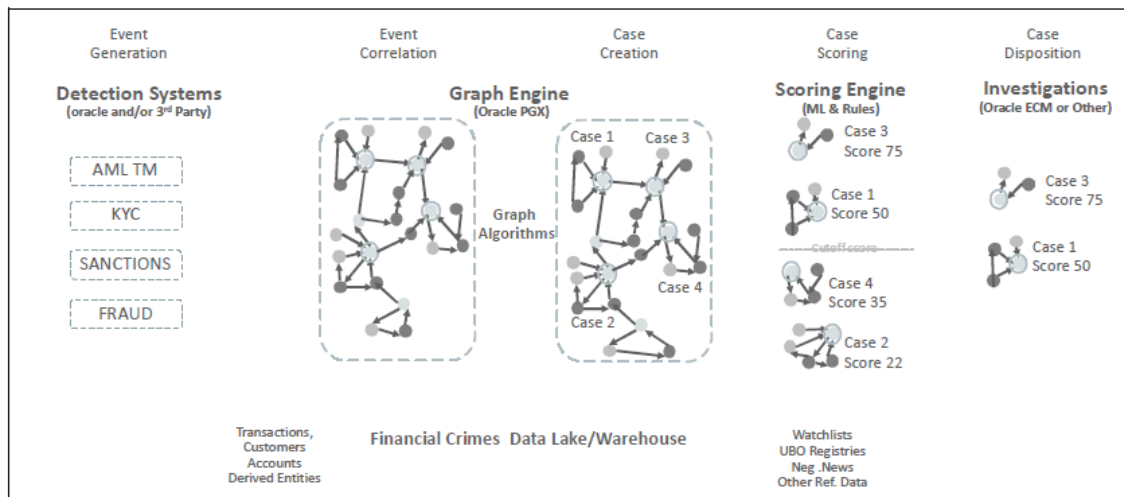 Event
Generation
Event
Correlation
Case
Creation
Case
Scoring
Case
Disposition
Detection Systems
(oracle and/or 3rd Party)
Graph Engine
(Oracle PGX)
Scoring Engine
(ML & Rules)
Investigations
(Oracle ECM or Other)
AML TM
KYC
SANCTIONS
FRAUD
Graph
Algorithms
Case 1
Case 3
Case 4
Case 2
Case 3
Score 75
Case 1
Score 50
Cutoff score
Case 4
Score 35
Case 2
Score 22
Case 3
Score 75
Case 1
Score 50
Transactions,
Customers
Accounts
Derived Entities
Financial Crimes Data Lake/Warehouse
Watchlists
UBO Registries
Neg .News
Other Ref. Data